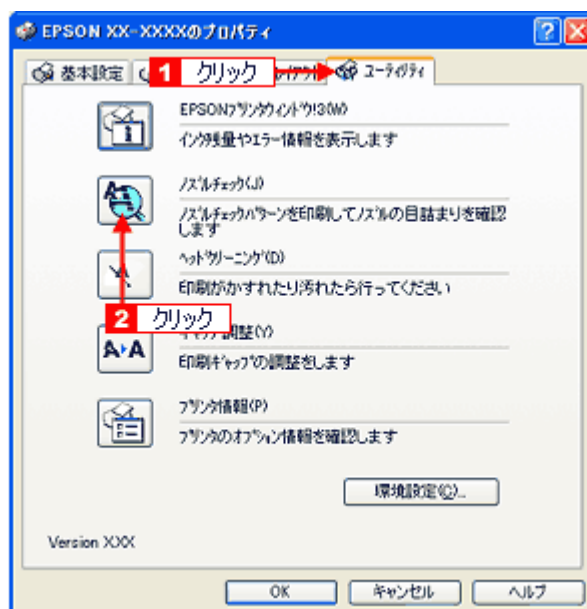 EPSON XX-XXXXのプロパティ
基本設定
1 クリック
ユーティリティ
EPSONプリンタウィンドウ!3(W)
インク残量やエラー情報を表示します
ノズルチェック(J)
ノズルチェックパターンを印刷してノズルの目詰まりを確認
します
ヘッドクリーニング(D)
印刷がかすれたり汚れたら行ってください
2 クリック
ギャップ調整(Y)
印刷ギャップの調整をします
プリンタ情報(P)
プリンタのオプション情報を確認します
環境設定(C)...
Version XXX
OK
キャンセル
ヘルプ